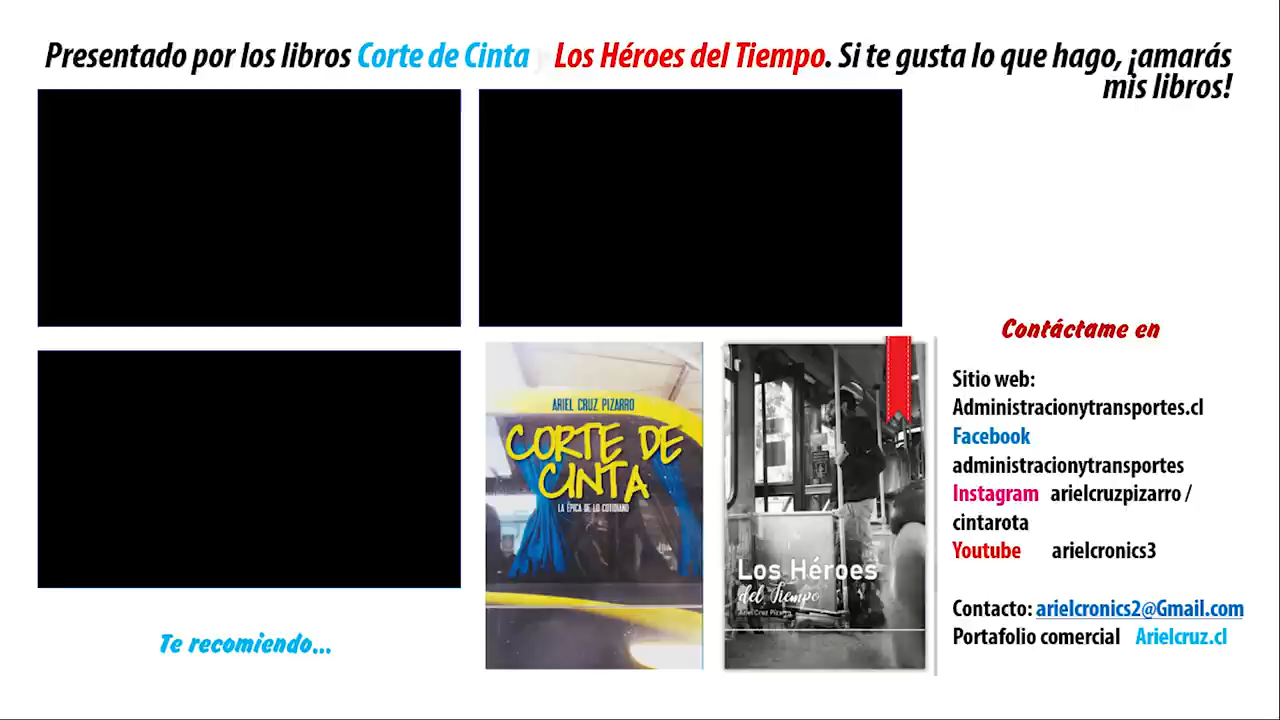 Presentado por los libros Corte de Cinta y Los Héroes del Tiempo. Si te gusta lo que hago, ¡amarás
mis libros!
ARIEL CRUZ PIZARRO
CORTE DE
CINTA
LA ÉPICA DE LO COTIDIANO
Los Héroes
del Tiempo
Ariel Cruz Pizarro
Te recomiendo...
Contáctame en
Sitio web:
Administracionytransportes.cl
Facebook
administracionytransportes
Instagram arielcruzpizarro /
cintarota
Youtube arielcronics3
Contacto: arielcronics2@Gmail.com
Portafolio comercial Arielcruz.cl